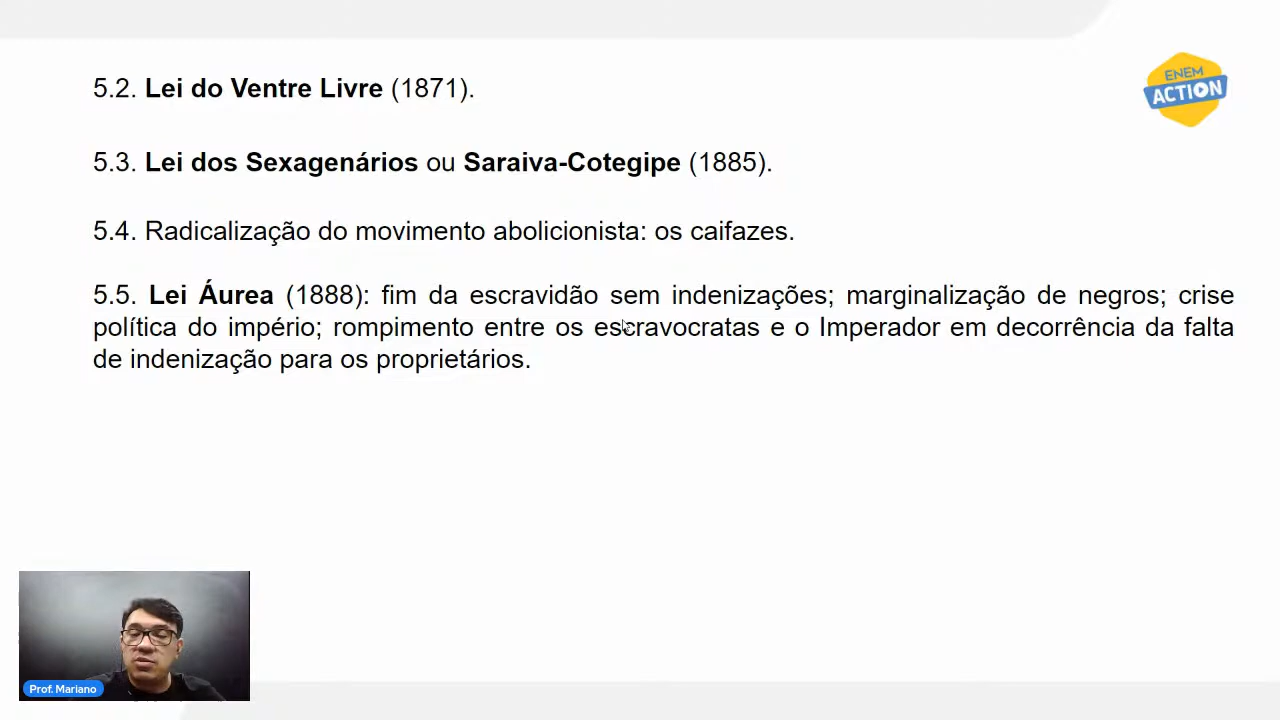 ENEM
ACTION
5.2. Lei do Ventre Livre (1871).
5.3. Lei dos Sexagenários ou Saraiva-Cotegipe (1885).
5.4. Radicalização do movimento abolicionista: os caifazes.
5.5. Lei Áurea (1888): fim da escravidão sem indenizações; marginalização de negros; crise
política do império; rompimento entre os escravocratas e o Imperador em decorrência da falta
de indenização para os proprietários.
Prof. Mariano